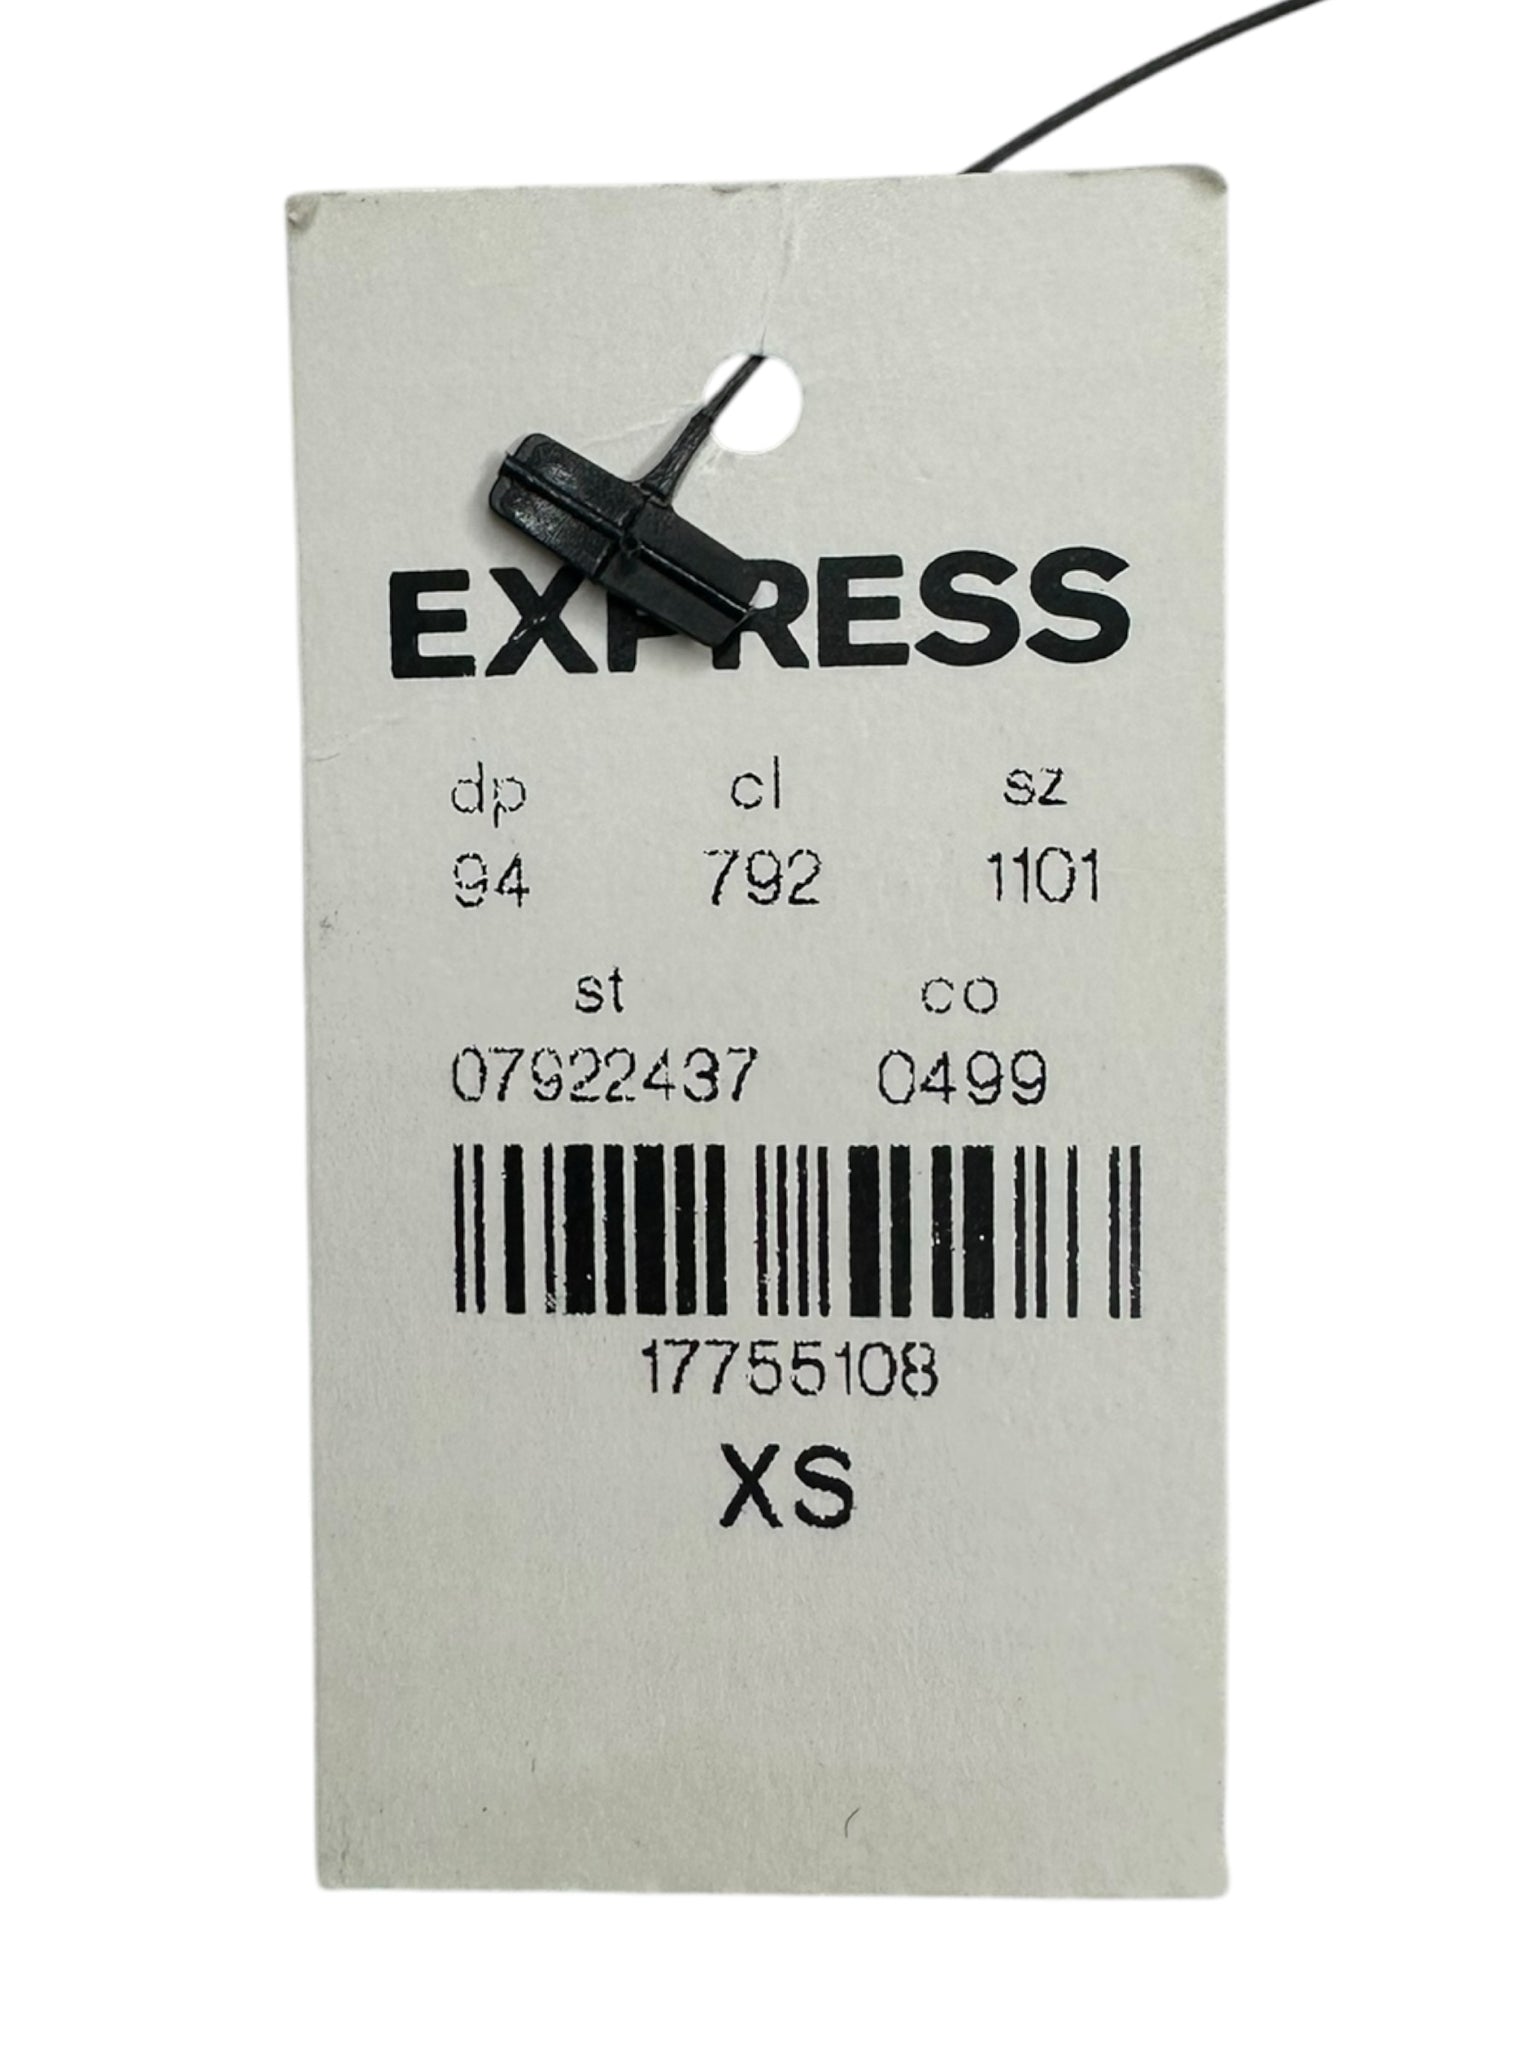 EXPRESS
dp cl sz
94 792 1101
st co
07922437 0499
17755108
XS